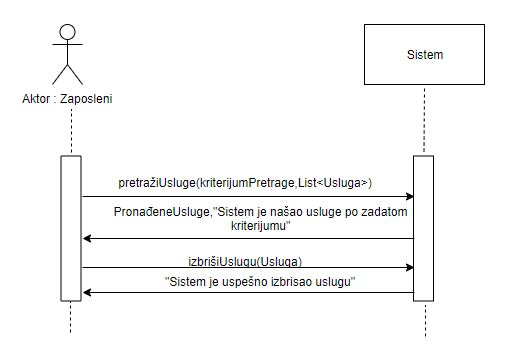 Sistem
Aktor : Zaposleni
pretražiUsluge(kriterijumPretrage,List<Usluga>)
PronađeneUsluge,"Sistem je našao usluge po zadatom
kriterijumu"
izbrišiUslugu(Usluga)
"Sistem je uspešno izbrisao uslugu"